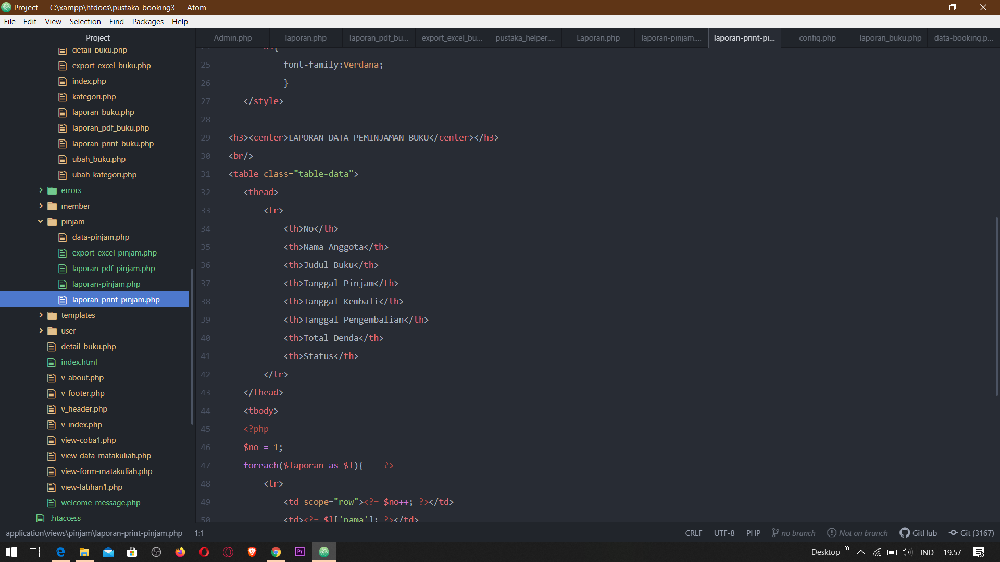 Project — C:\xampp\htdocs\pustaka-booking3 — Atom
File Edit View Selection Find Packages Help
Project
detail-buku.php
export_excel_buku.php
index.php
kategori.php
laporan_buku.php
laporan_pdf_buku.php
laporan_print_buku.php
ubah_buku.php
ubah_kategori.php
errors
member
pinjam
data-pinjam.php
export-excel-pinjam.php
laporan-pdf-pinjam.php
laporan-pinjam.php
laporan-print-pinjam.php
templates
user
detail-buku.php
index.html
v_about.php
v_footer.php
v_header.php
v_index.php
view-coba1.php
view-data-matakuliah.php
view-form-matakuliah.php
view-latihan1.php
welcome_message.php
.htaccess
Admin.php laporan.php laporan_pdf_bu... export_excel_bu... pustaka_helper.... Laporan.php laporan-pinjam.... laporan-print-pi... config.php laporan_buku.php data-booking.p...
24 h3{
25 font-family:Verdana;
26 }
27 </style>
28
29 <h3><center>LAPORAN DATA PEMINJAMAN BUKU</center></h3>
30 <br/>
31 <table class="table-data">
32 <thead>
33 <tr>
34 <th>No</th>
35 <th>Nama Anggota</th>
36 <th>Judul Buku</th>
37 <th>Tanggal Pinjam</th>
38 <th>Tanggal Kembali</th>
39 <th>Tanggal Pengembalian</th>
40 <th>Total Denda</th>
41 <th>Status</th>
42 </tr>
43 </thead>
44 <tbody>
45 <?php
46 $no = 1;
47 foreach($laporan as $l){ ?>
48 <tr>
49 <td scope="row"><?= $no++; ?></td>
50 <td><?= $l['nama']; ?></td>
application\views\pinjam\laporan-print-pinjam.php 1:1 CRLF UTF-8 PHP no branch Not on branch GitHub Git (3167)
Pr Desktop » IND 19.57